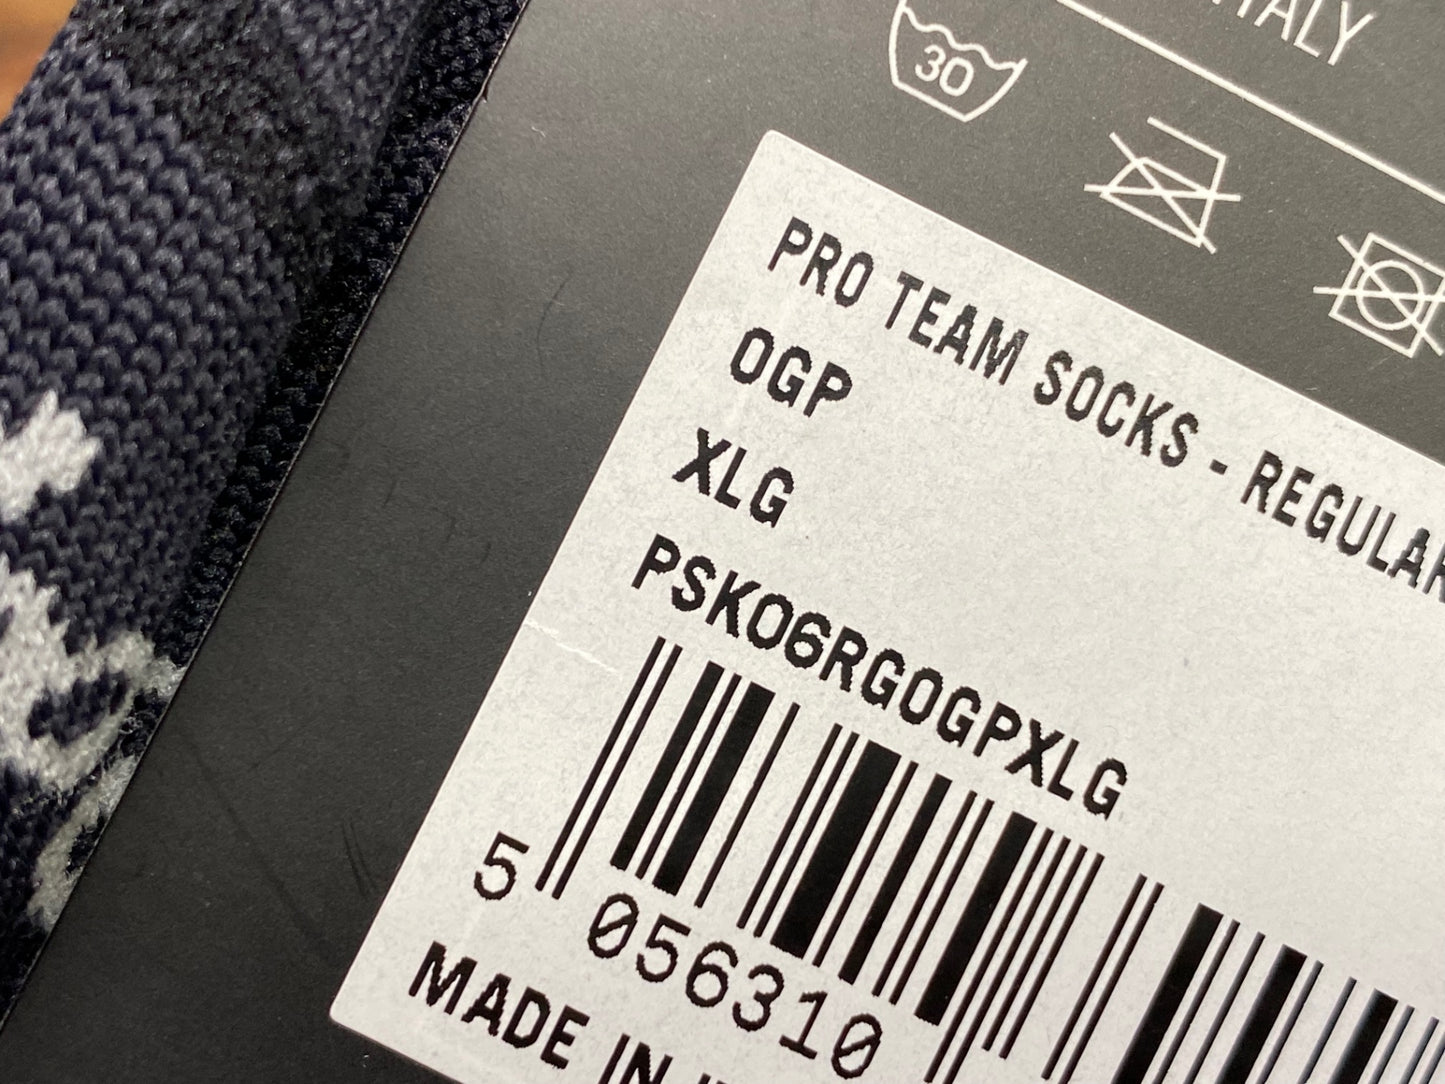 ITALY
30
PRO TEAM SOCKS - REGULAR
OGP
XLG
PSK06RGOGPXLG
5 056310
MADE IN